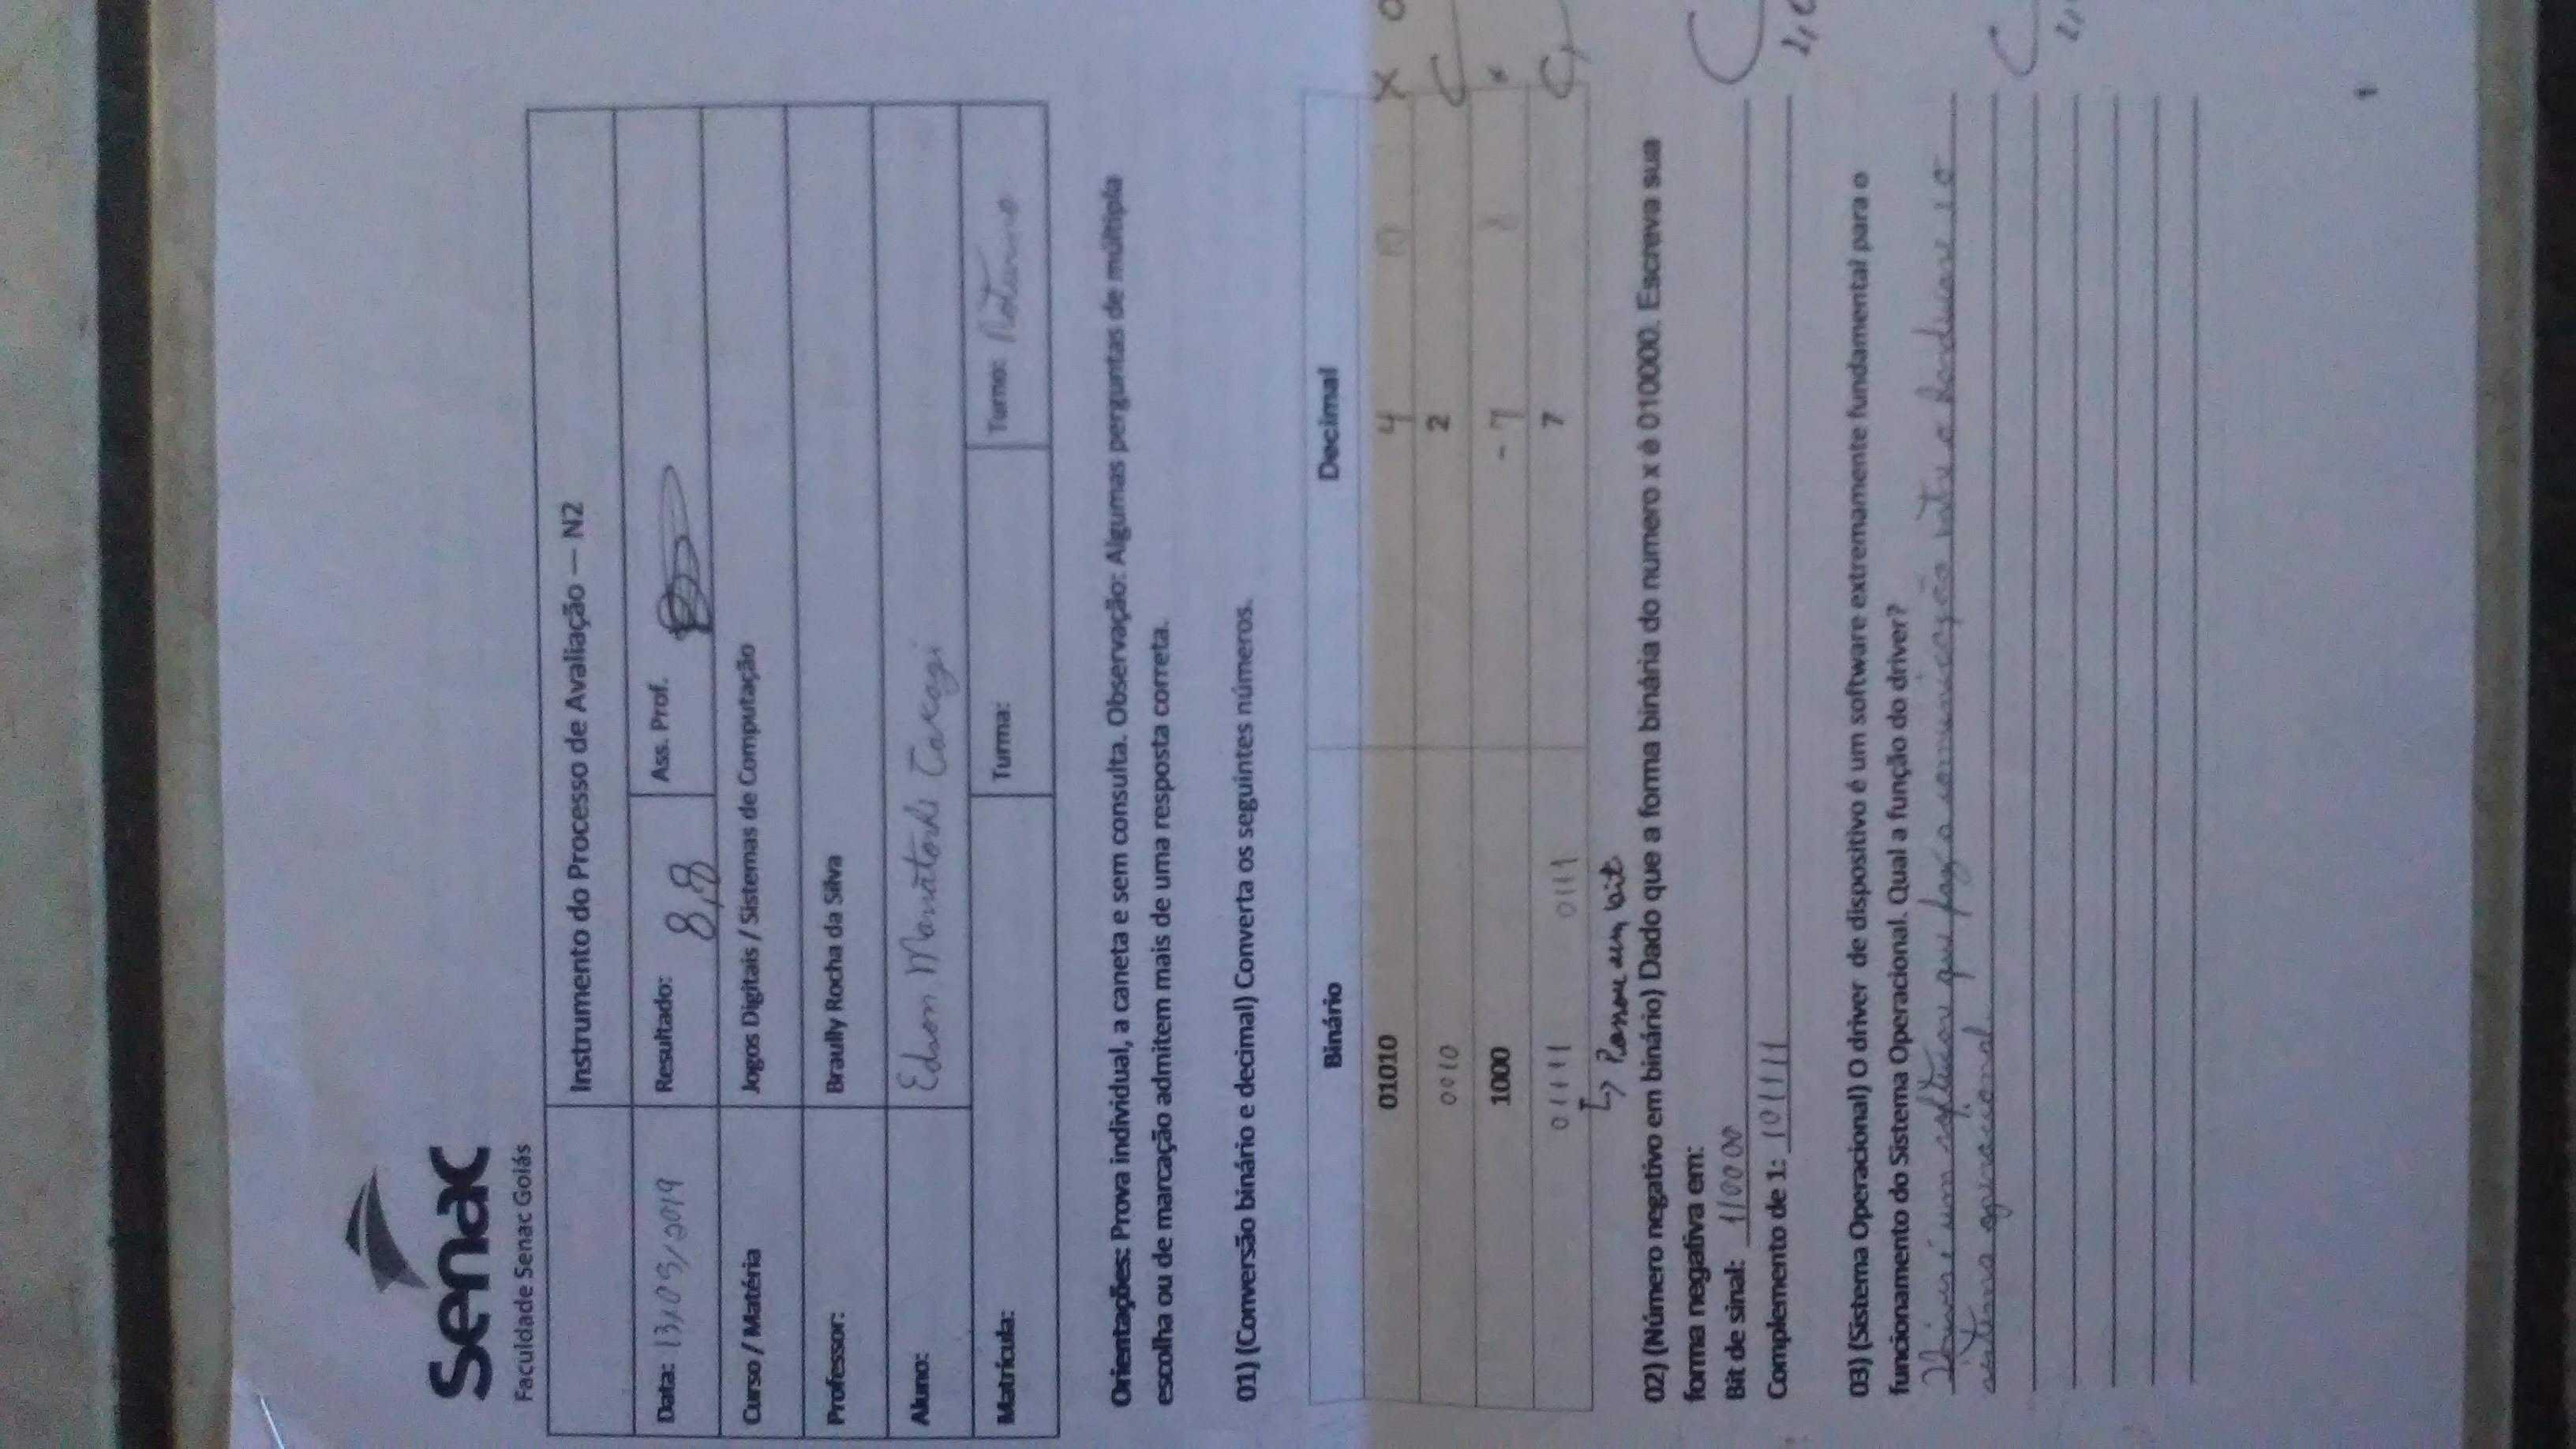 senac
Faculdade Senac Goiás
Instrumento do Processo de Avaliação — N2
Data: 13/09/2019 Resultado: 8,8 Ass. Prof.
Curso / Matéria Jogos Digitais / Sistemas de Computação
Professor: Braully Rocha da Silva
Aluno: Edson
Matrícula: Turma: Turno: Noturno
Orientações: Prova individual, a caneta e sem consulta. Observação: Algumas perguntas de múltipla
escolha ou de marcação admitem mais de uma resposta correta.
01) (Conversão binário e decimal) Converta os seguintes números.
Binário Decimal
01010 4 10 X
0010 2
1000 -7 8 x
01111 0111 7
02) (Número negativo em binário) Dado que a forma binária do numero x é 010000. Escreva sua
forma negativa em:
Bit de sinal: 110000
Complemento de 1: 101111
03) (Sistema Operacional) O driver de dispositivo é um software extremamente fundamental para o
funcionamento do Sistema Operacional. Qual a função do driver?
Driver é um software que faz a comunicação entre o hardware e o
sistema operacional.
1